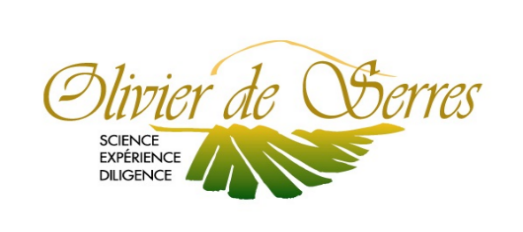 Olivier de Serres
SCIENCE
EXPÉRIENCE
DILIGENCE